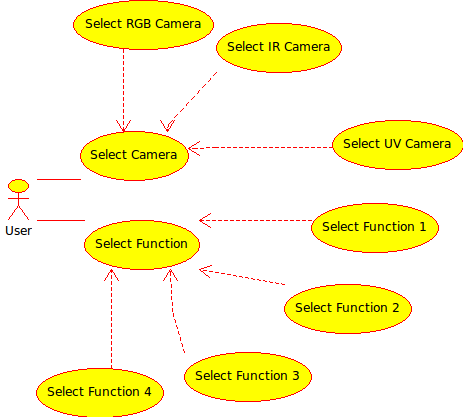 Select RGB Camera
Select IR Camera
Select Camera
Select UV Camera
User
Select Function
Select Function 1
Select Function 2
Select Function 3
Select Function 4